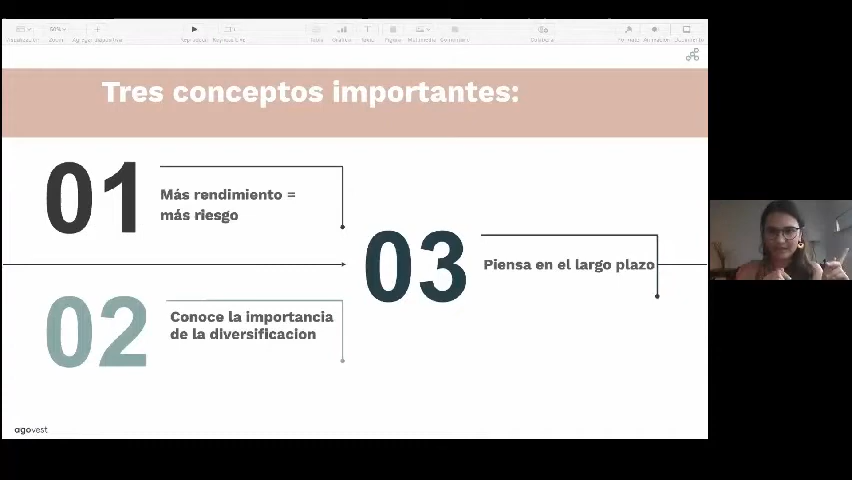 60%
Tres conceptos importantes:
01
Más rendimiento =
más riesgo
02
Conoce la importancia
de la diversificacion
03
Piensa en el largo plazo
agovest